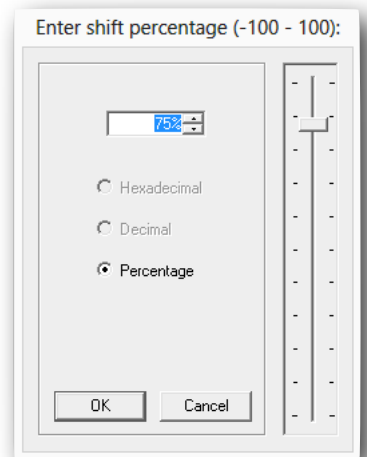 Enter shift percentage (-100 - 100):
75%
Hexadecimal
Decimal
Percentage
OK
Cancel